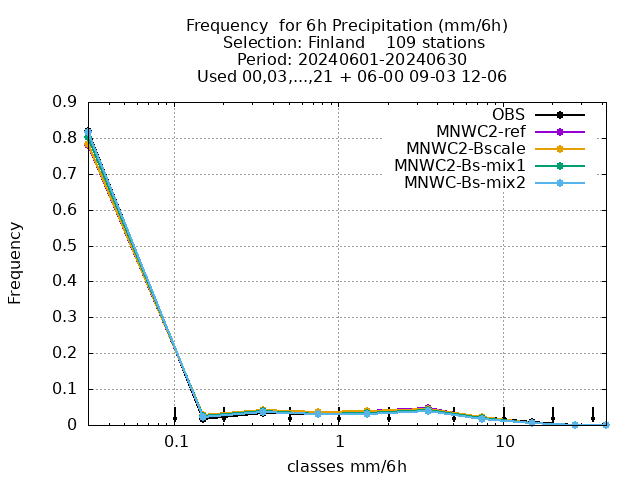 Frequency  for 6h Precipitation (mm/6h)
Selection: Finland    109 stations
Period: 20240601-20240630
Used 00,03,...,21 + 06-00 09-03 12-06
OBS
MNWC2-ref
MNWC2-Bscale
MNWC2-Bs-mix1
MNWC-Bs-mix2
0.9
0.8
0.7
0.6
0.5
0.4
0.3
0.2
0.1
0
Frequency
0.1 1 10
classes mm/6h